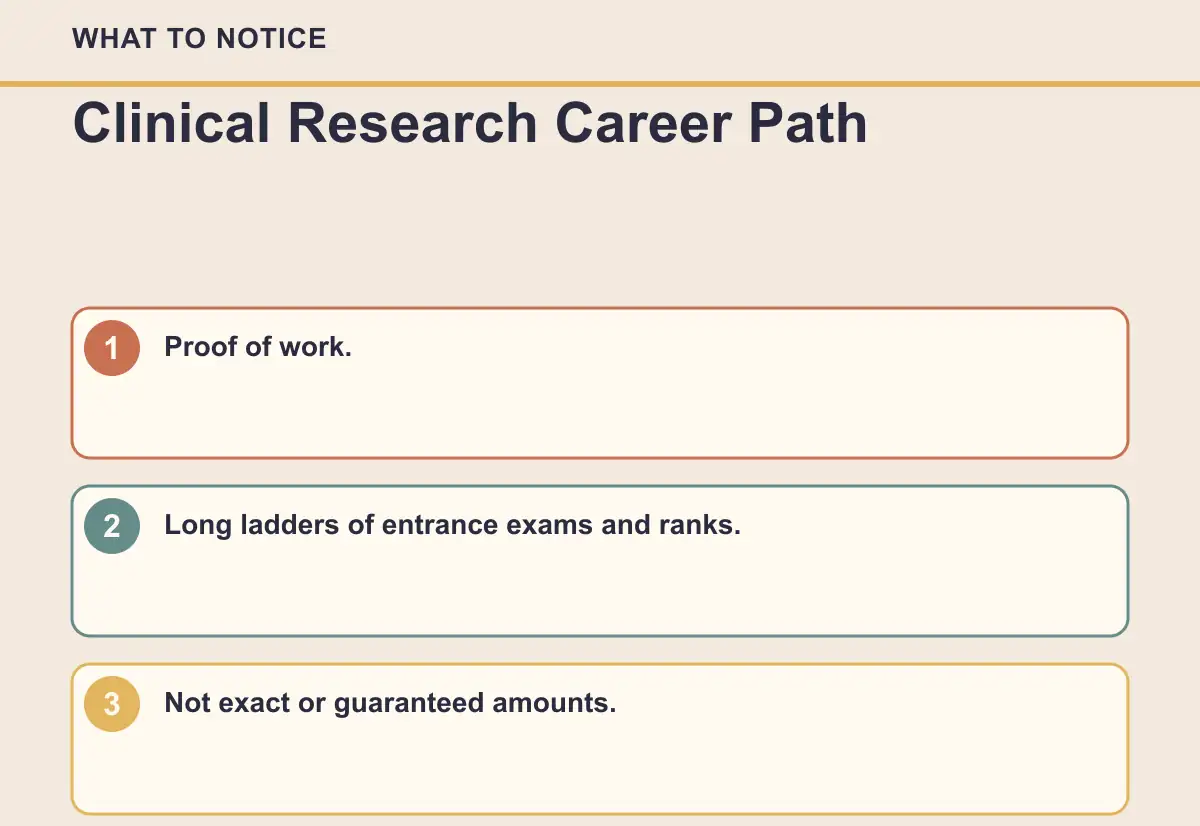 WHAT TO NOTICE
Clinical Research Career Path
1 Proof of work.
2 Long ladders of entrance exams and ranks.
3 Not exact or guaranteed amounts.